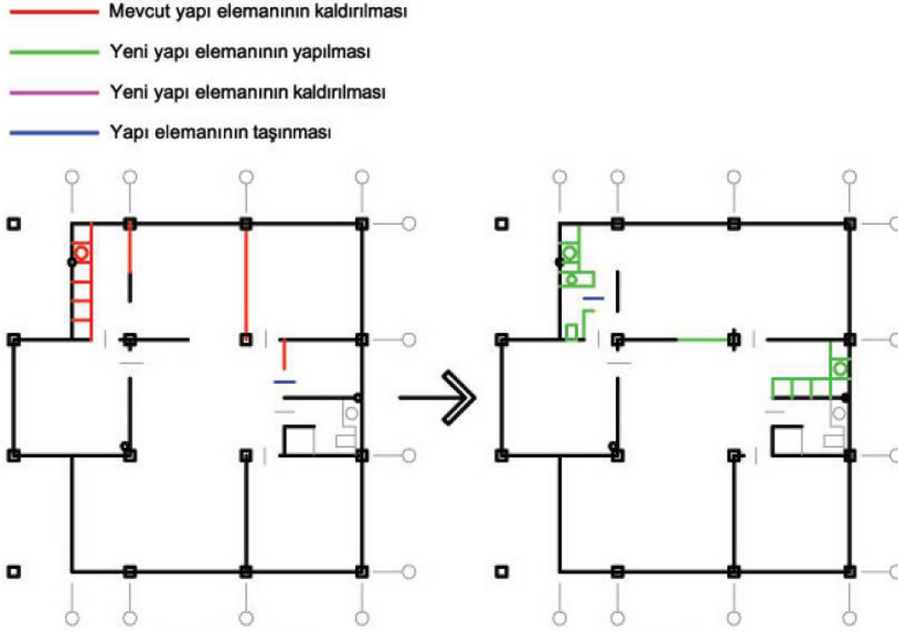 Mevcut yapı elemanının kaldırılması
Yeni yapı elemanının yapılması
Yeni yapı elemanının kaldırılması
Yapı elemanının taşınması